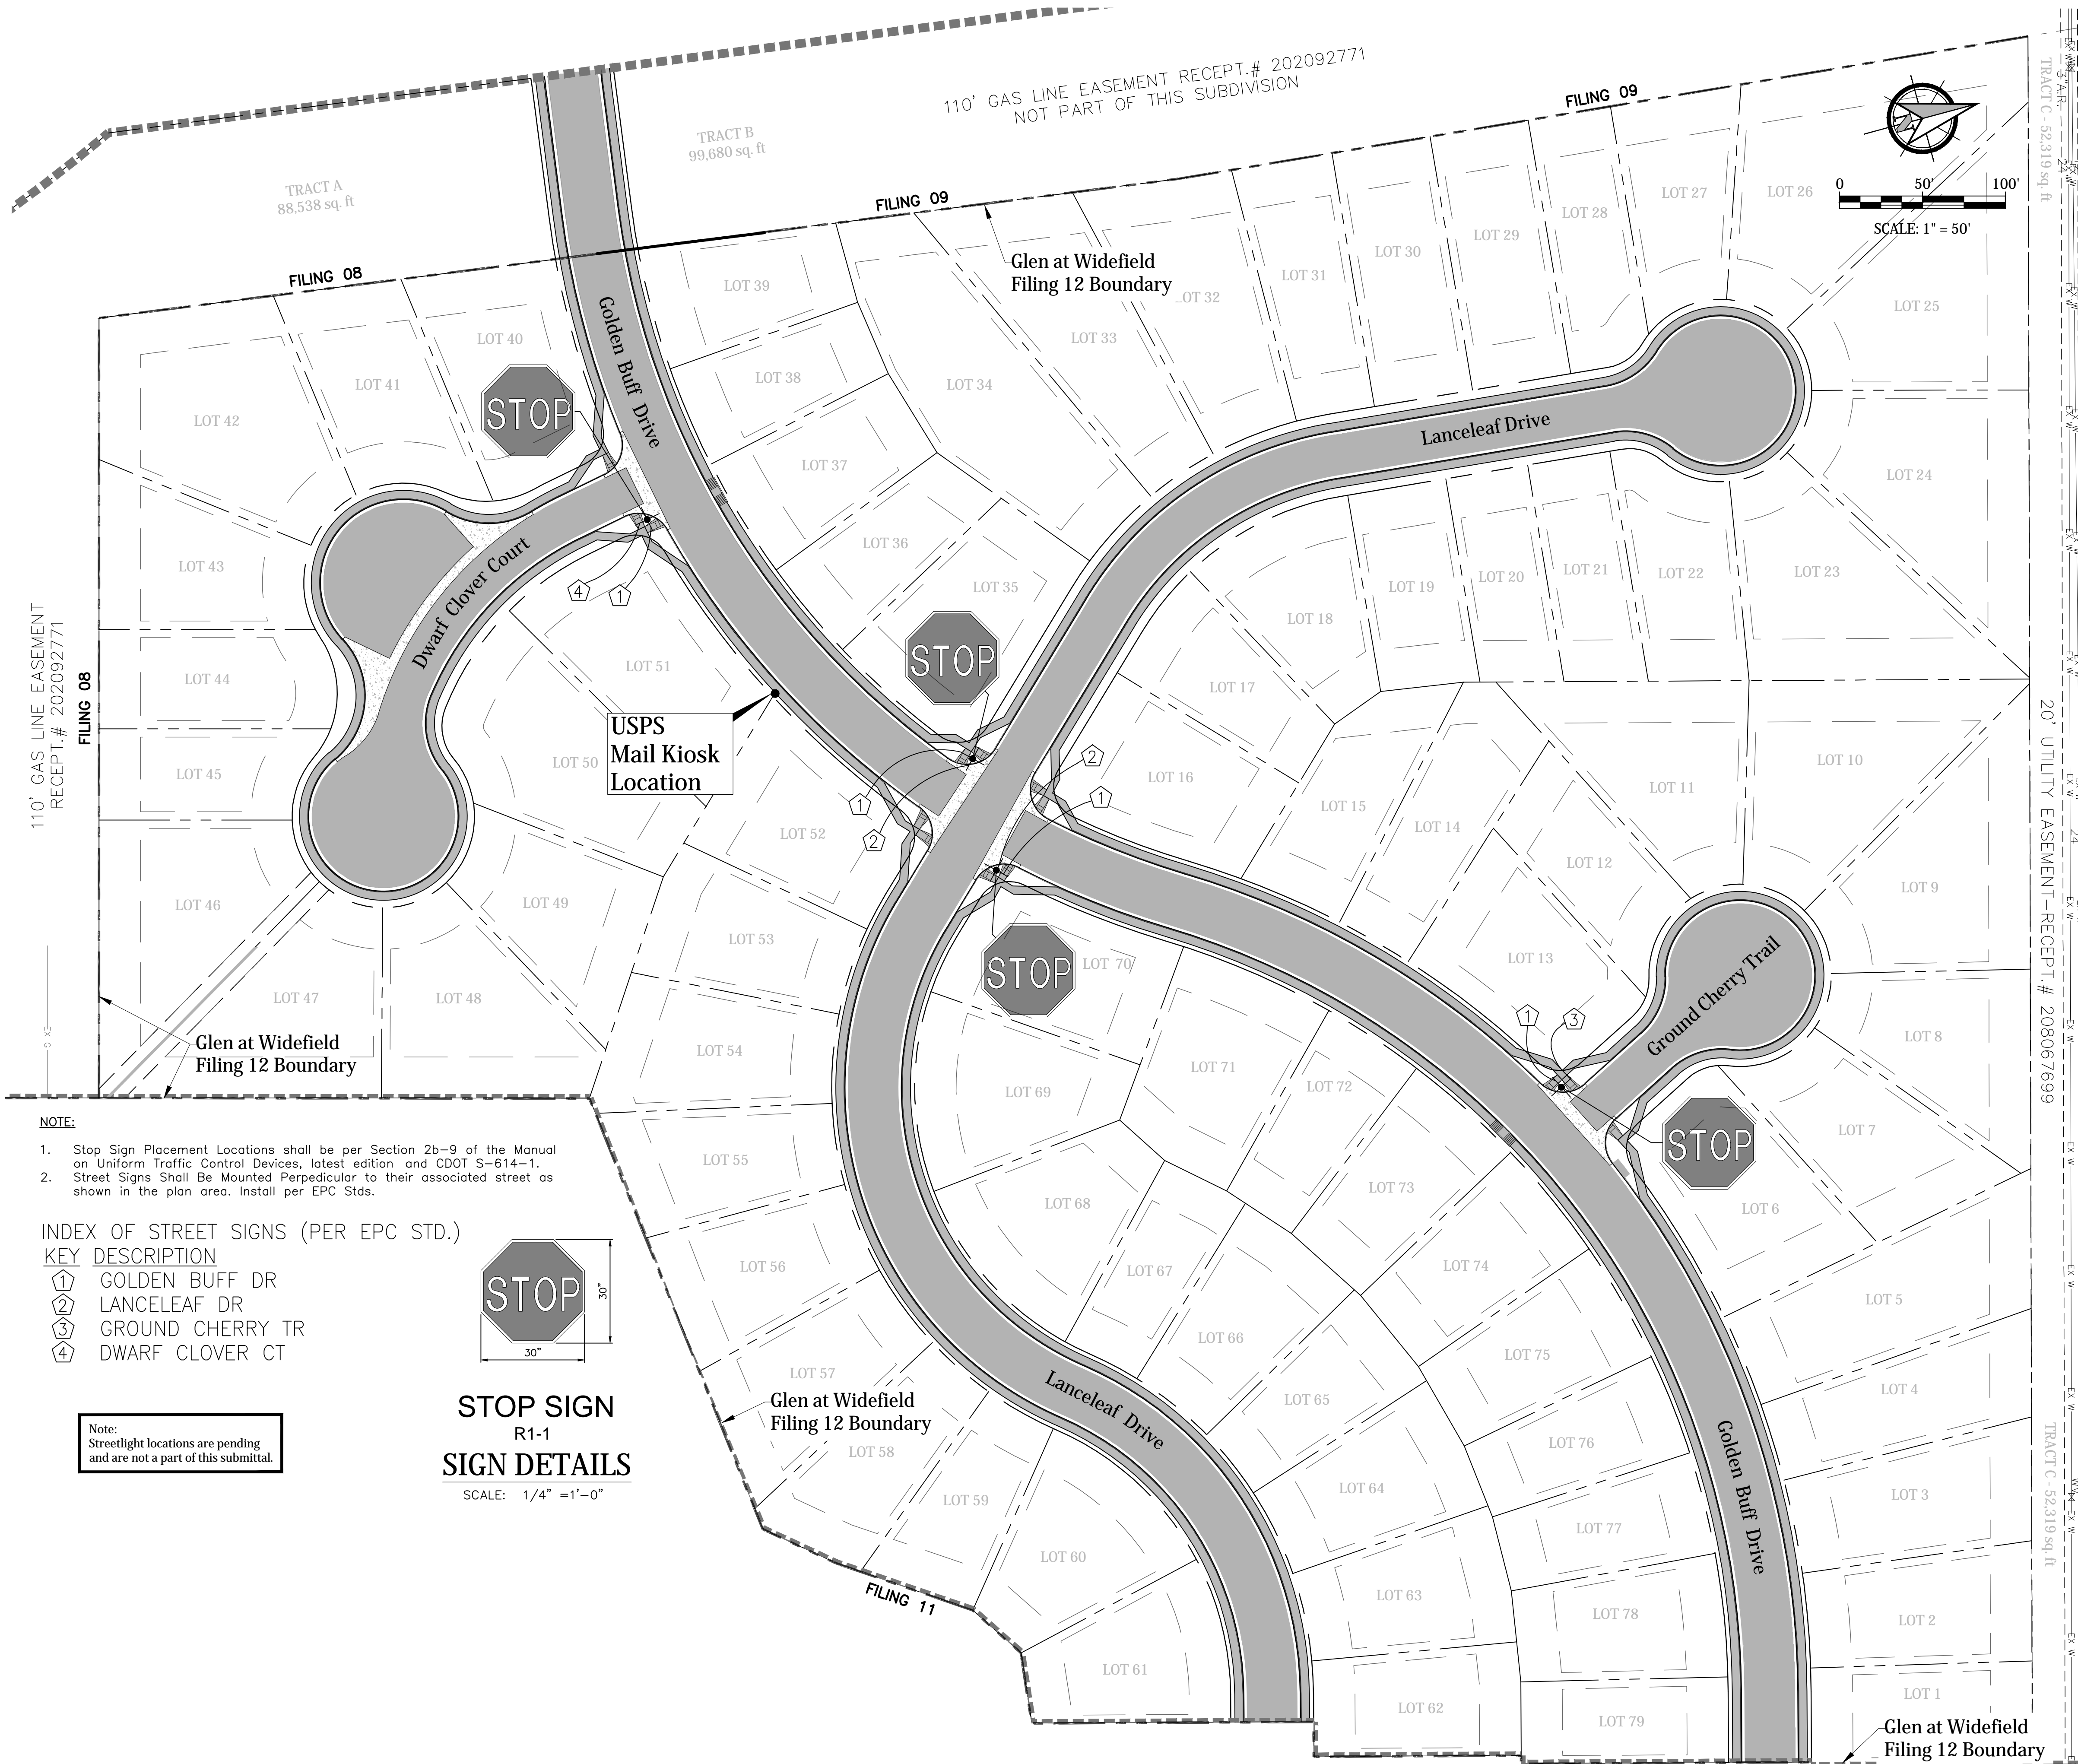 110' GAS LINE EASEMENT RECEPT.# 202092771
NOT PART OF THIS SUBDIVISION
FILING 09
TRACT C - 52,319 sq. ft
TRACT B
99,680 sq. ft
TRACT A
88,538 sq. ft
0 50' 100'
SCALE: 1" = 50'
FILING 09
FILING 08
Glen at Widefield
Filing 12 Boundary
LOT 26
LOT 27
LOT 28
LOT 29
LOT 30
LOT 31
LOT 32
LOT 33
LOT 34
LOT 39
LOT 38
LOT 37
LOT 36
LOT 35
LOT 40
LOT 41
LOT 42
LOT 43
LOT 44
LOT 45
LOT 46
LOT 47
LOT 48
LOT 49
LOT 50
LOT 51
LOT 52
LOT 53
LOT 54
LOT 55
LOT 56
LOT 57
LOT 58
LOT 59
LOT 60
LOT 61
LOT 25
LOT 24
LOT 23
LOT 22
LOT 21
LOT 20
LOT 19
LOT 18
LOT 17
LOT 16
LOT 15
LOT 14
LOT 13
LOT 12
LOT 11
LOT 10
LOT 9
LOT 8
LOT 7
LOT 6
LOT 5
LOT 4
LOT 3
LOT 2
LOT 1
LOT 70
LOT 71
LOT 72
LOT 69
LOT 68
LOT 67
LOT 66
LOT 65
LOT 64
LOT 63
LOT 62
LOT 73
LOT 74
LOT 75
LOT 76
LOT 77
LOT 78
LOT 79
Golden Buff Drive
Lanceleaf Drive
Dwarf Clover Court
Ground Cherry Trail
Lanceleaf Drive
Golden Buff Drive
STOP
STOP
STOP
STOP
4
1
1
2
2
1
1
3
USPS
Mail Kiosk
Location
110' GAS LINE EASEMENT
RECEPT.# 202092771
FILING 08
20' UTILITY EASEMENT-RECEPT.# 208067699
TRACT C - 52,319 sq. ft
EX G
EX W
Glen at Widefield
Filing 12 Boundary
NOTE:
1. Stop Sign Placement Locations shall be per Section 2b-9 of the Manual
on Uniform Traffic Control Devices, latest edition and CDOT S-614-1.
2. Street Signs Shall Be Mounted Perpedicular to their associated street as
shown in the plan area. Install per EPC Stds.
INDEX OF STREET SIGNS (PER EPC STD.)
KEY DESCRIPTION
1 GOLDEN BUFF DR
2 LANCELEAF DR
3 GROUND CHERRY TR
4 DWARF CLOVER CT
STOP
30"
30"
STOP SIGN
R1-1
SIGN DETAILS
SCALE: 1/4" =1'-0"
Note:
Streetlight locations are pending
and are not a part of this submittal.
Glen at Widefield
Filing 12 Boundary
FILING 11
Glen at Widefield
Filing 12 Boundary